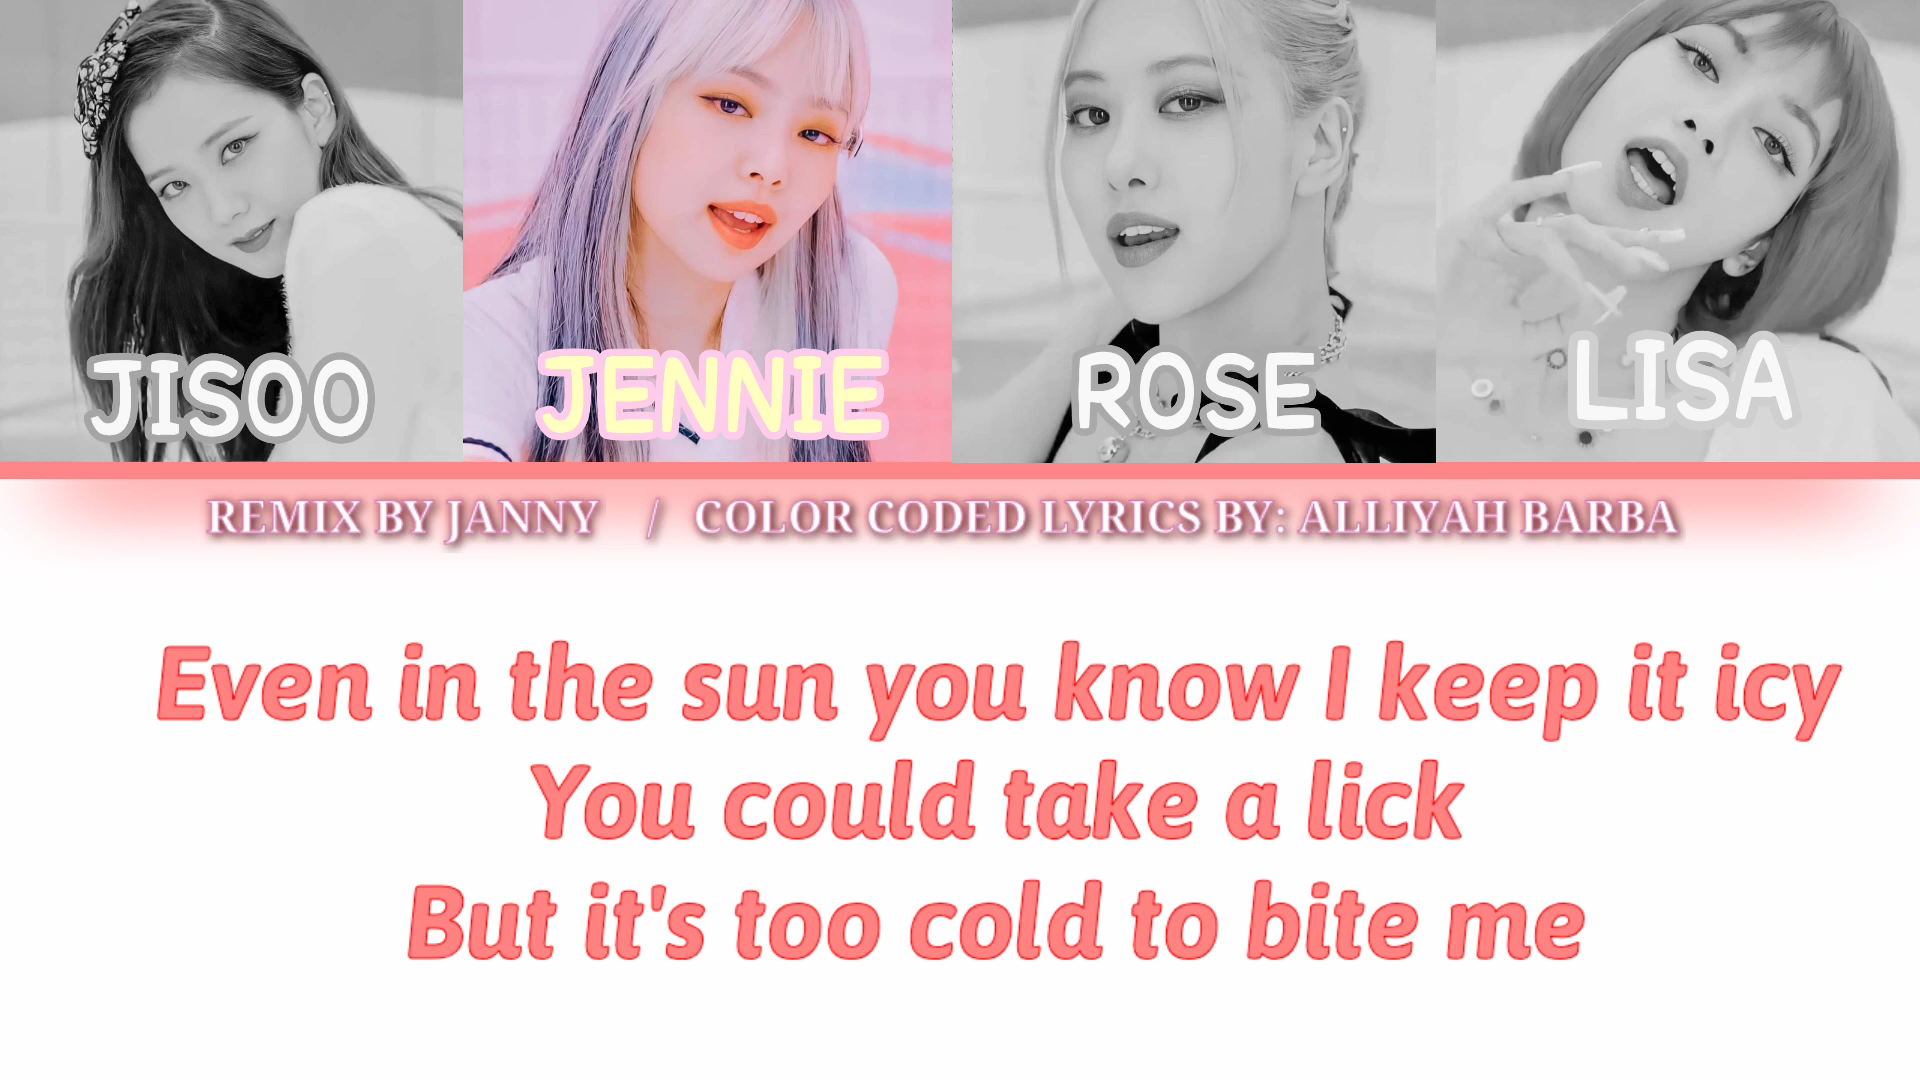 JISOO
JENNIE
ROSE
LISA
REMIX BY JANNY / COLOR CODED LYRICS BY: ALLIYAH BARBA
Even in the sun you know I keep it icy
You could take a lick
But it's too cold to bite me